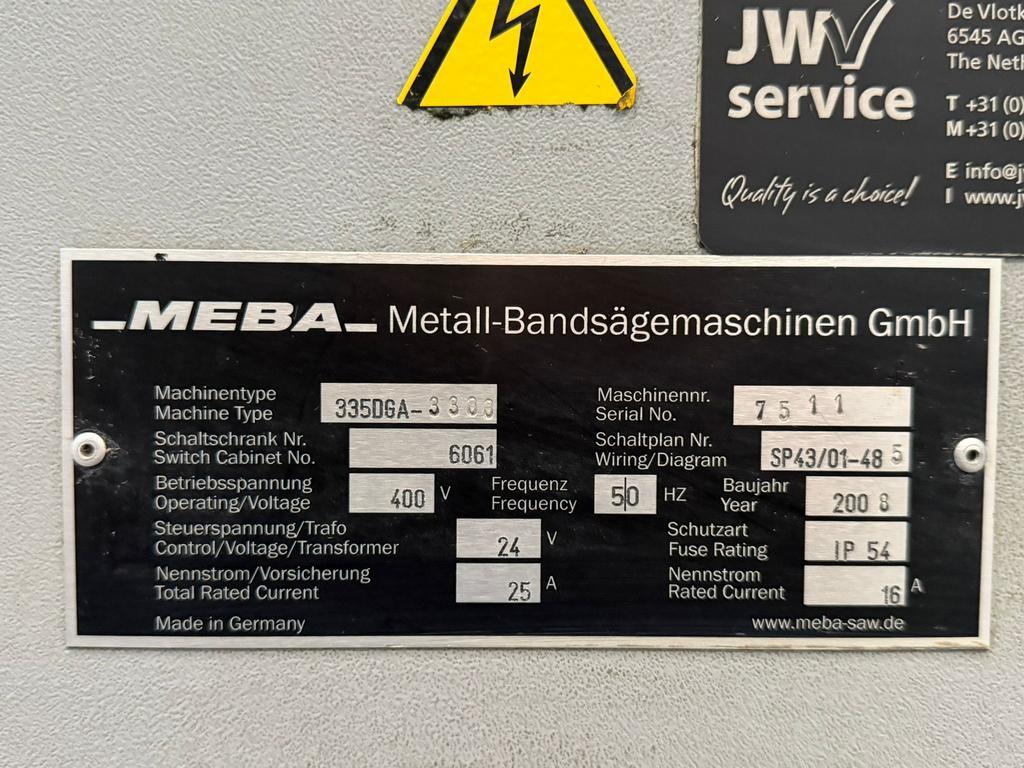 JW
service
Quality is a choice!
De Vlotk
6545 AG
The Neth
T +31 (0)
M +31 (0)
E info@j
I www.jw
MEBA Metall-Bandsägemaschinen GmbH
Machinentype
Machine Type
335DGA-3300
Maschinennr.
Serial No.
7511
Schaltschrank Nr.
Switch Cabinet No.
6061
Schaltplan Nr.
Wiring/Diagram
SP43/01-48 5
Betriebsspannung
Operating/Voltage
400 V
Frequenz
Frequency
50 HZ
Baujahr
Year
2008
Steuerspannung/Trafo
Control/Voltage/Transformer
24 V
Schutzart
Fuse Rating
IP 54
Nennstrom/Vorsicherung
Total Rated Current
25 A
Nennstrom
Rated Current
16 A
Made in Germany
www.meba-saw.de